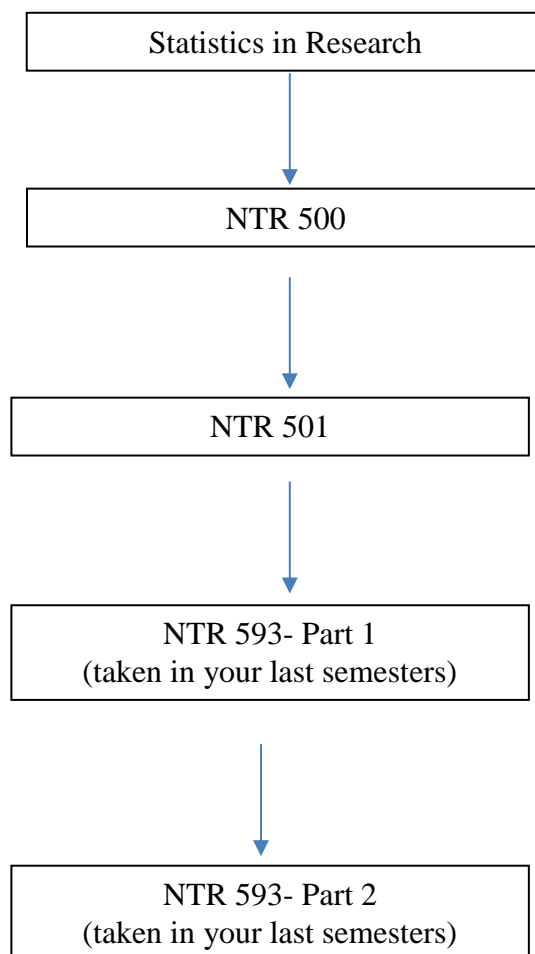 Statistics in Research
NTR 500
NTR 501
NTR 593- Part 1
(taken in your last semesters)
NTR 593- Part 2
(taken in your last semesters)